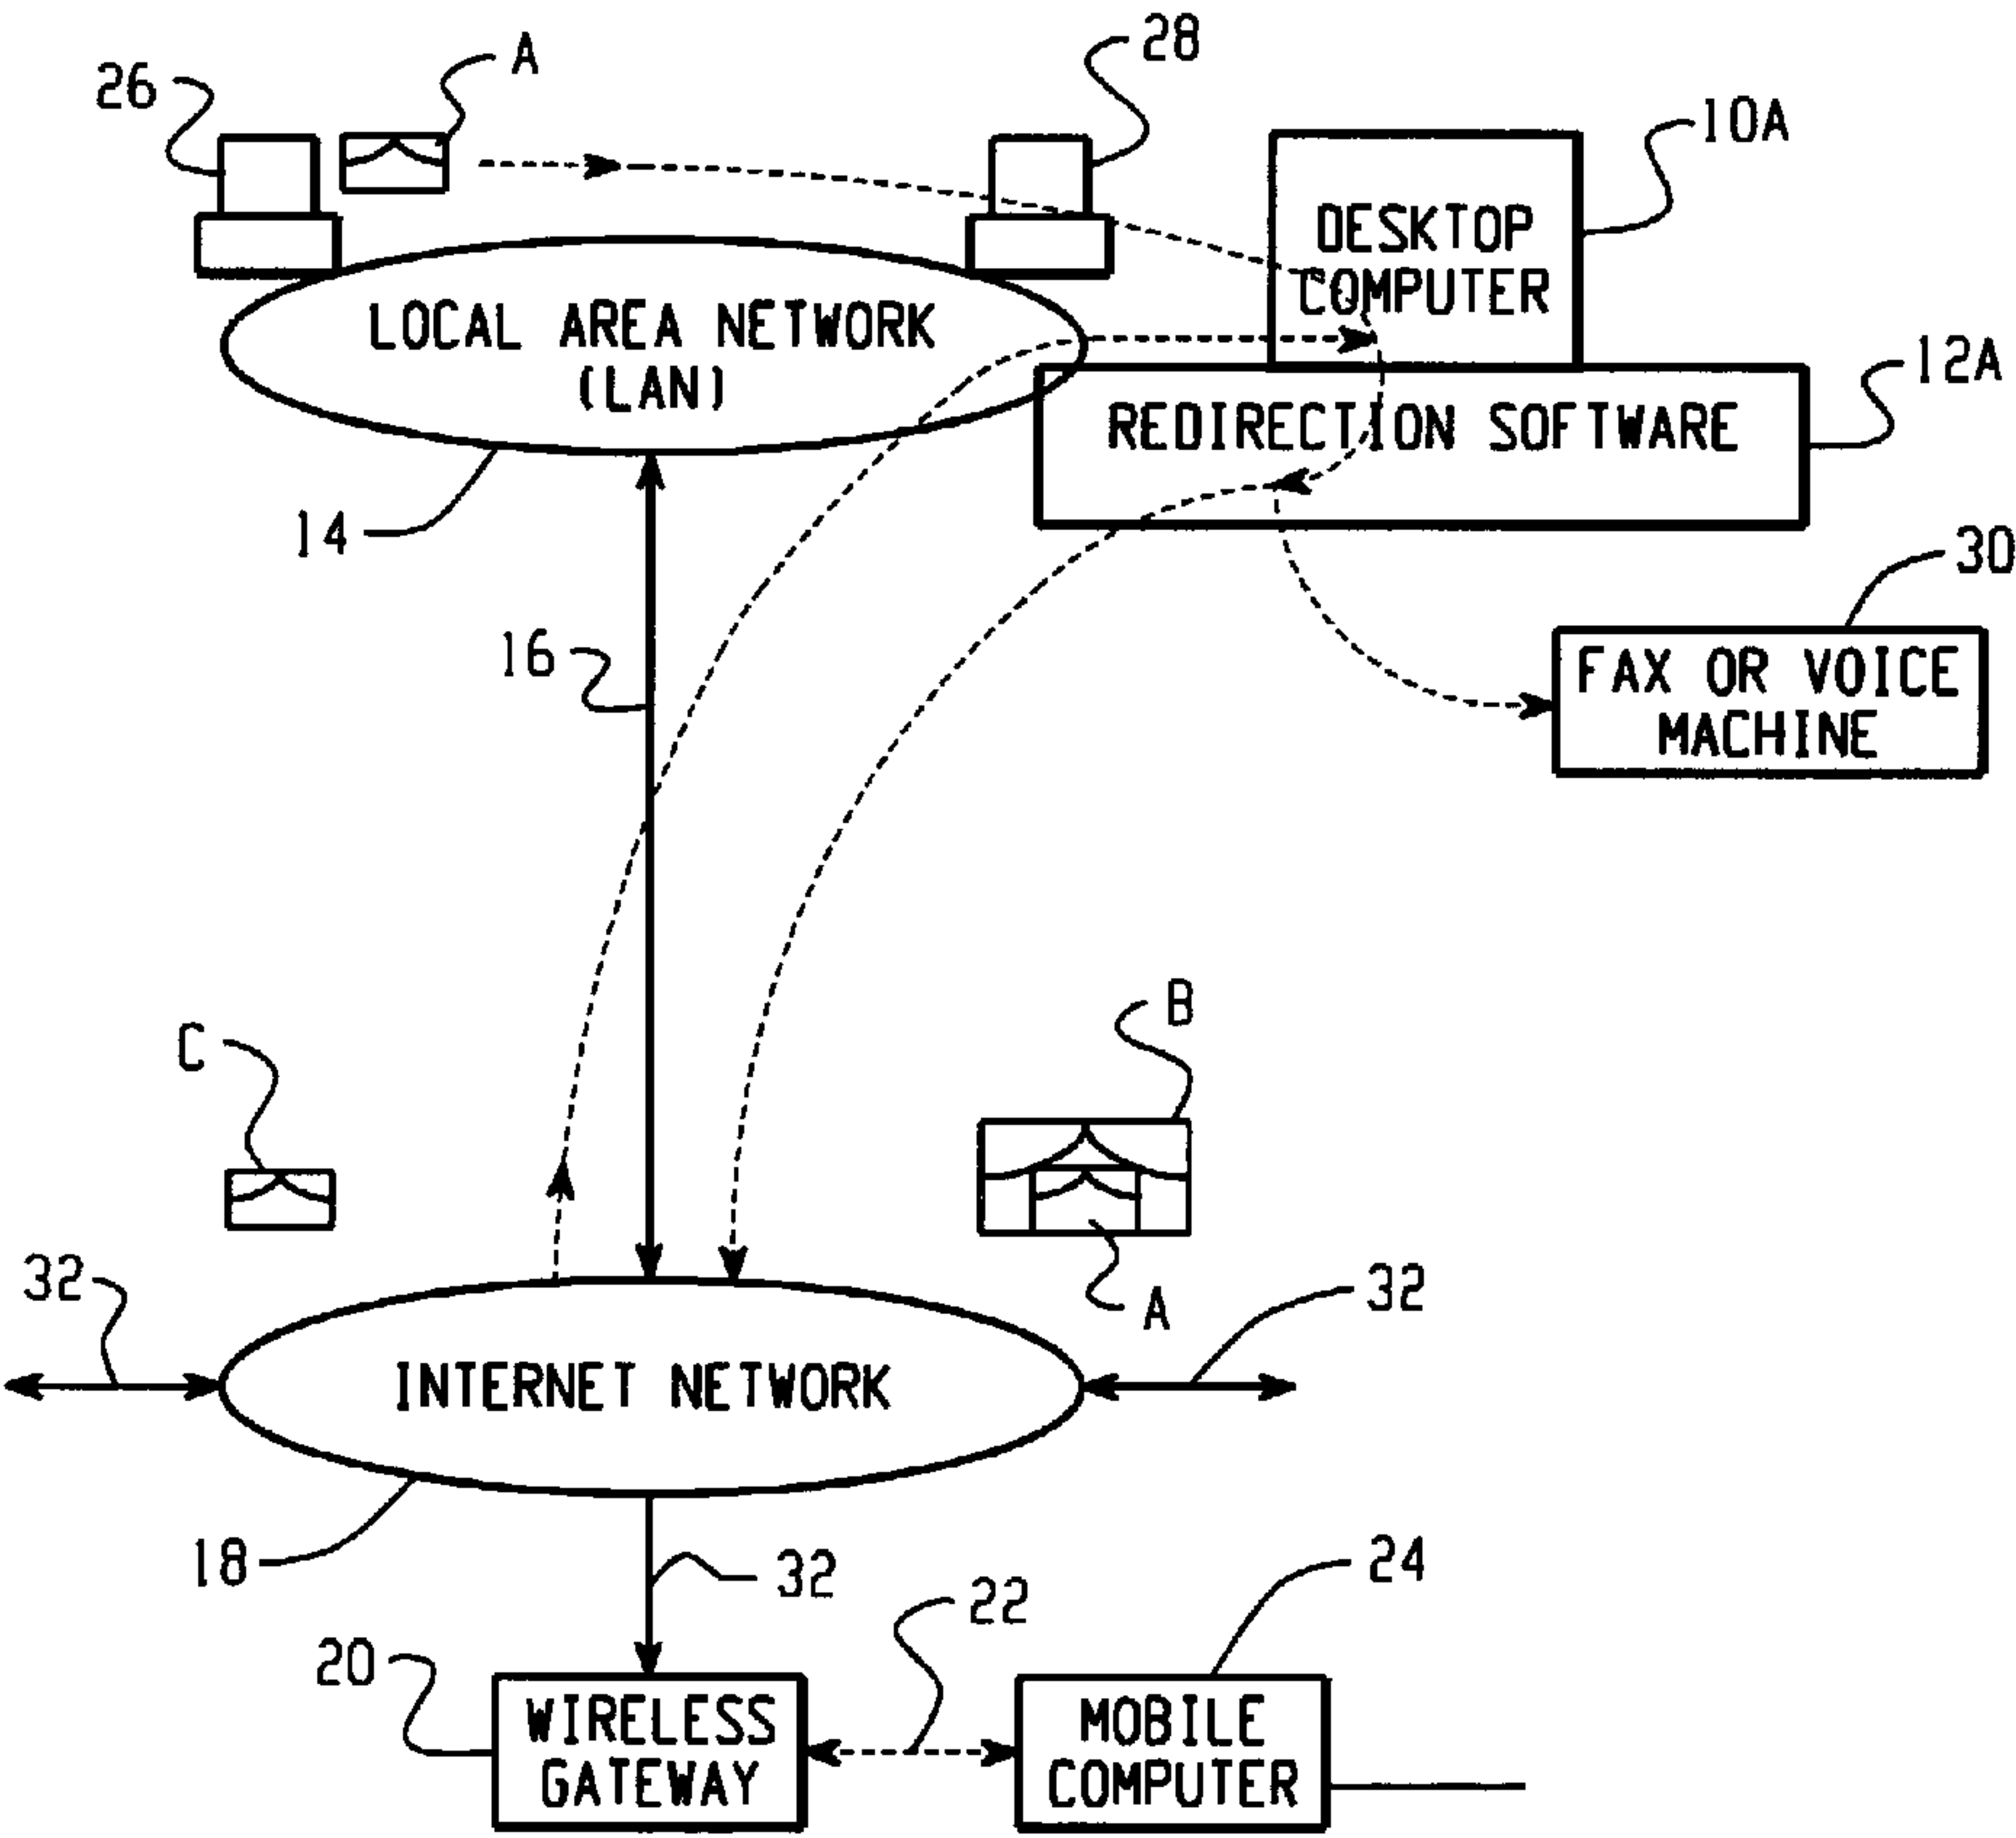 26
A
28
10A
DESKTOP
COMPUTER
LOCAL AREA NETWORK
(LAN)
12A
REDIRECTION SOFTWARE
14
30
16
FAX OR VOICE
MACHINE
B
C
32
A
32
INTERNET NETWORK
18
32
24
22
20
WIRELESS
GATEWAY
MOBILE
COMPUTER